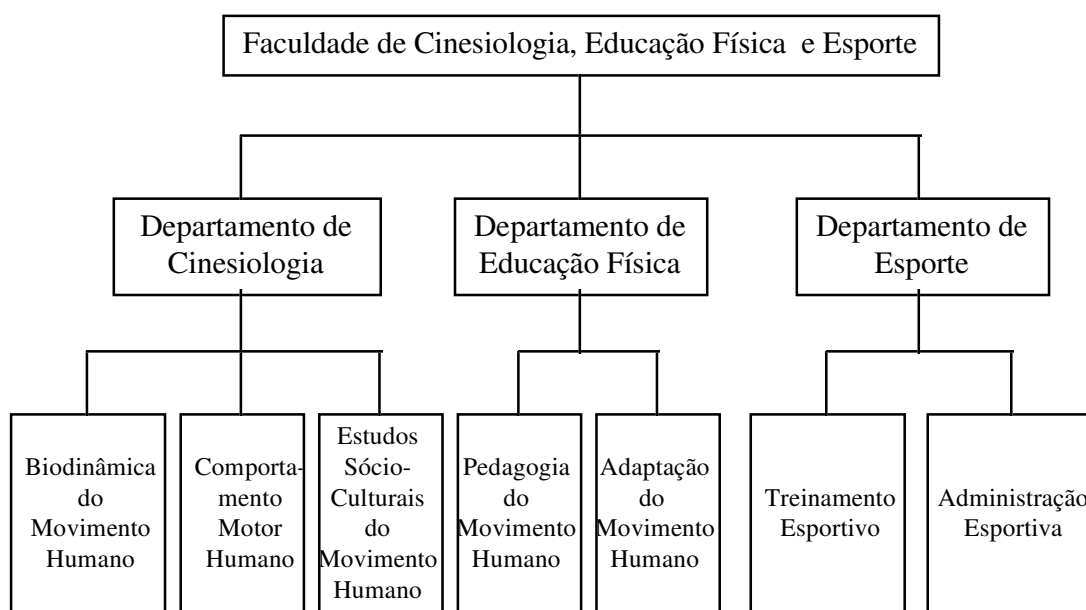 Faculdade de Cinesiologia, Educação Física e Esporte
Departamento de
Cinesiologia
Departamento de
Educação Física
Departamento de
Esporte
Biodinâmica
do
Movimento
Humano
Comporta-
mento
Motor
Humano
Estudos
Sócio-
Culturais
do
Movimento
Humano
Pedagogia
do
Movimento
Humano
Adaptação
do
Movimento
Humano
Treinamento
Esportivo
Administração
Esportiva